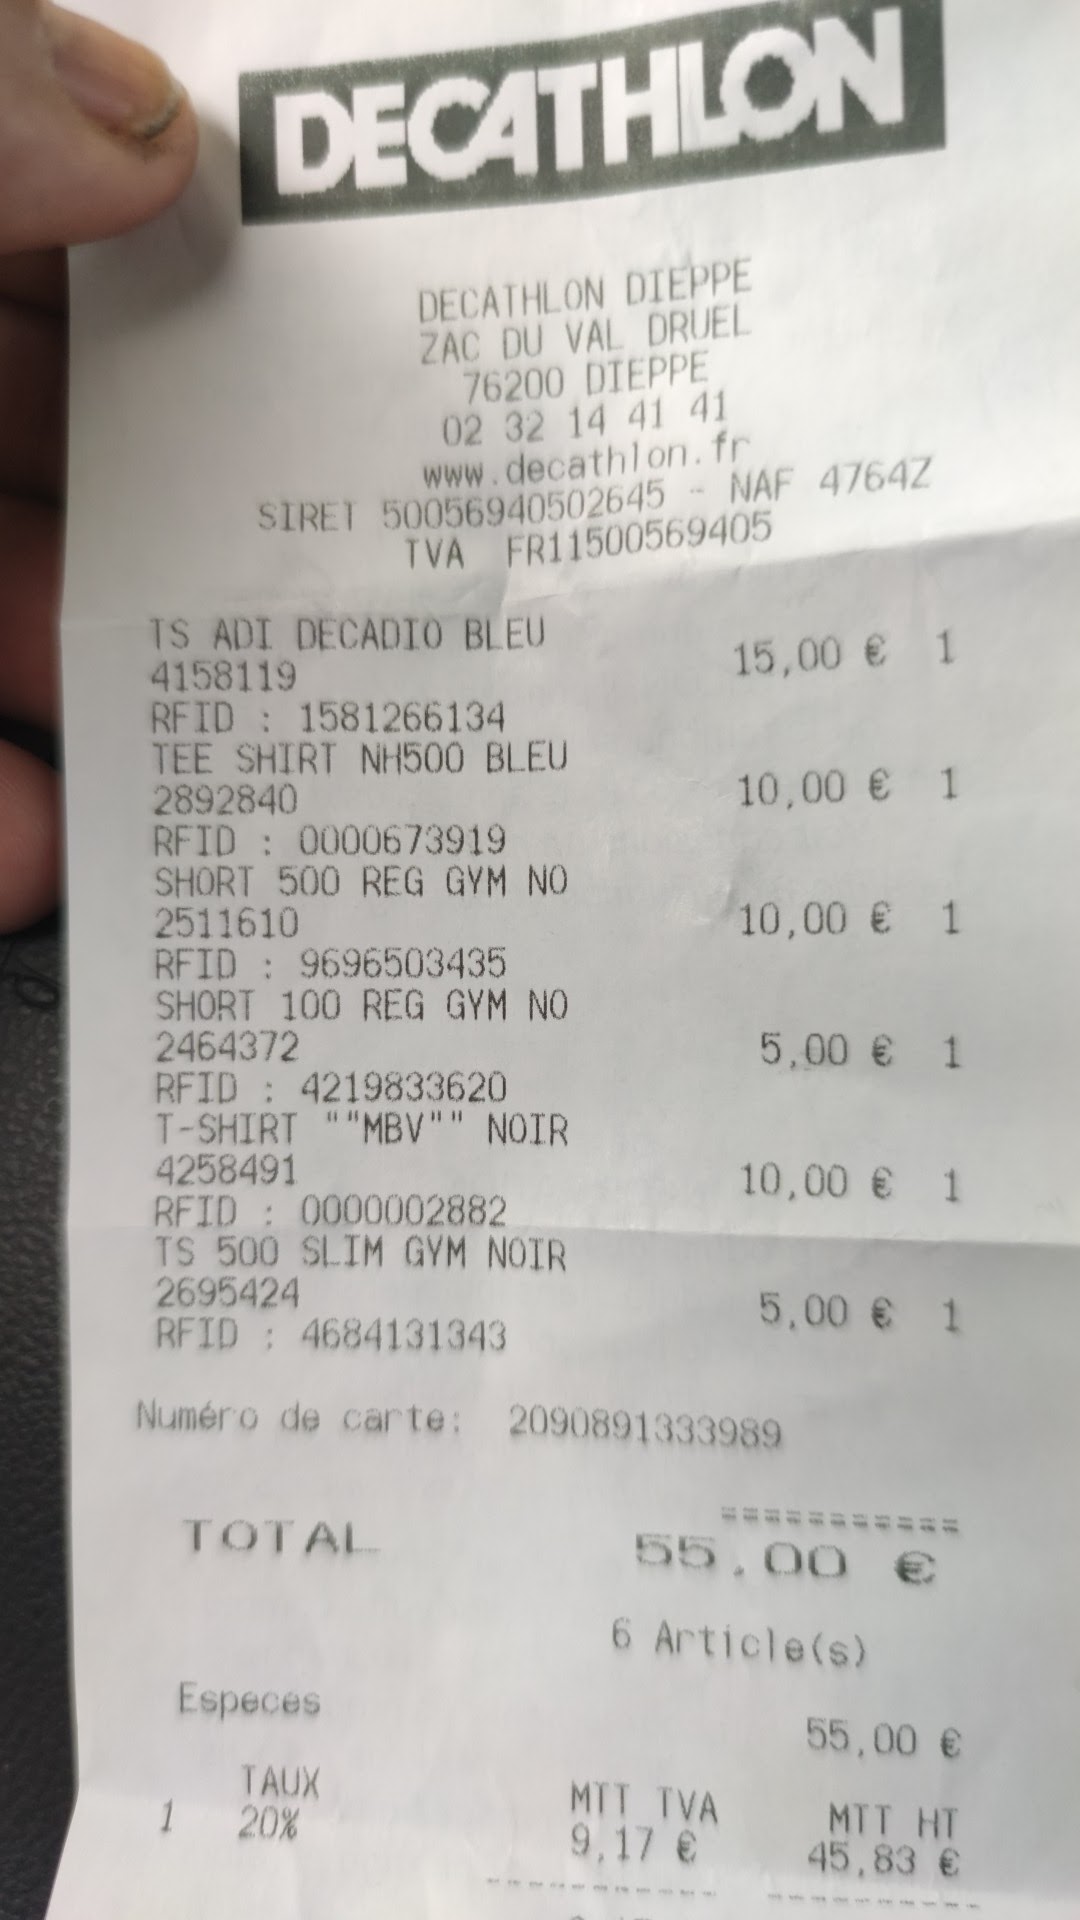 DECATHLON
DECATHLON DIEPPE
ZAC DU VAL DRUEL
76200 DIEPPE
02 32 14 41 41
www.decathlon.fr
SIRET 50056940502645 - NAF 4764Z
TVA FR11500569405
TS ADI DECADIO BLEU
4158119 15,00 € 1
RFID : 1581266134
TEE SHIRT NH500 BLEU
2892840 10,00 € 1
RFID : 0000673919
SHORT 500 REG GYM NO
2511610 10,00 € 1
RFID : 9696503435
SHORT 100 REG GYM NO
2464372 5,00 € 1
RFID : 4219833620
T-SHIRT ""MBV"" NOIR
4258491 10,00 € 1
RFID : 0000002882
TS 500 SLIM GYM NOIR
2695424 5,00 € 1
RFID : 4684131343
Numéro de carte: 2090891333989
===========
TOTAL 55,00 €
6 Article(s)
Especes 55,00 €
TAUX MTT TVA MTT HT
1 20% 9,17 € 45,83 €